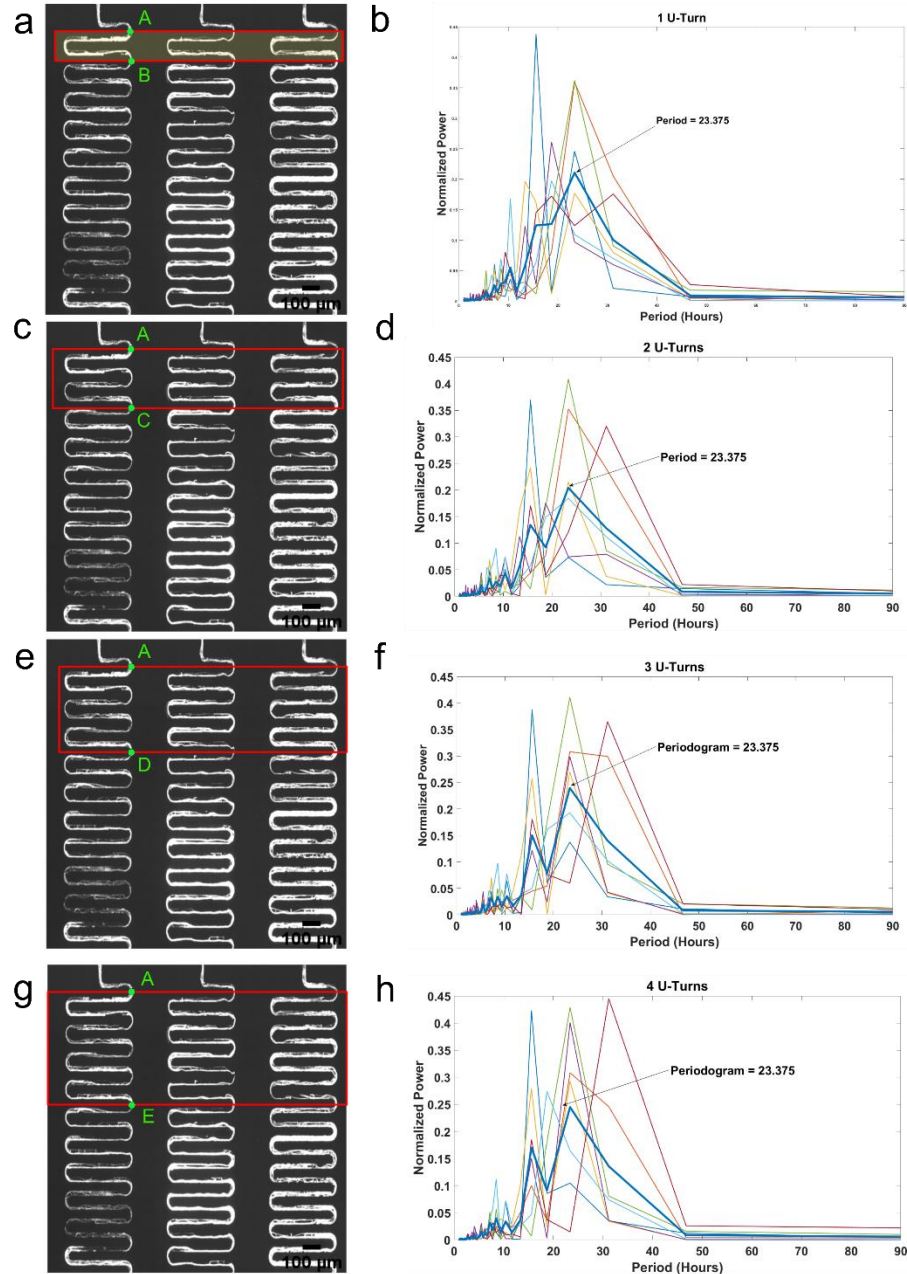 a
A
B
100 µm
b
1 U-Turn
Normalized Power
Period = 23.375
Period (Hours)
c
A
C
100 µm
d
2 U-Turns
Normalized Power
0.45
0.4
0.35
0.3
0.25
0.2
0.15
0.1
0.05
0
Period = 23.375
0 10 20 30 40 50 60 70 80 90
Period (Hours)
e
A
D
100 µm
f
3 U-Turns
Normalized Power
0.45
0.4
0.35
0.3
0.25
0.2
0.15
0.1
0.05
0
Periodogram = 23.375
0 10 20 30 40 50 60 70 80 90
Period (Hours)
g
A
E
100 µm
h
4 U-Turns
Normalized Power
0.45
0.4
0.35
0.3
0.25
0.2
0.15
0.1
0.05
0
Periodogram = 23.375
0 10 20 30 40 50 60 70 80 90
Period (Hours)